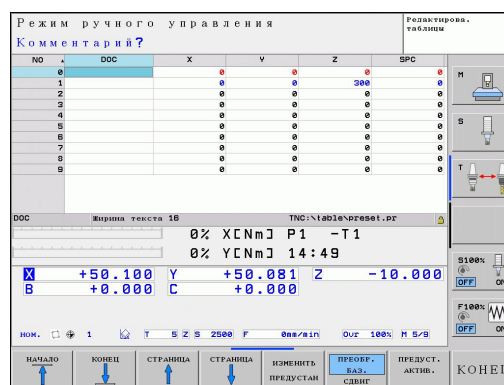 Режим ручного управления
Редактирова.
таблицы
Комментарий?
NO DOC X Y Z SPC
0 0 0 0 0
1 0 0 300 0
2 0 0 0 0
3 0 0 0 0
4 0 0 0 0
5 0 0 0 0
6 0 0 0 0
7 0 0 0 0
8 0 0 0 0
9 0 0 0 0
DOC Ширина текста 16 TNC:\table\preset.pr
0% X[Nm] P1 -T1
0% Y[Nm] 14:49
X +50.100 Y +50.081 Z -10.000
B +0.000 C +0.000
НОМ. 1 T 5 Z S 2500 F 0mm/min Ovr 100% M 5/9
M
S
T
S100%
OFF ON
F100%
OFF ON
НАЧАЛО
КОНЕЦ
СТРАНИЦА
СТРАНИЦА
ИЗМЕНИТЬ
ПРЕДУСТАН
ПРЕОБР.
БАЗ.
СДВИГ
ПРЕДУСТ.
АКТИВ.
КОНЕ